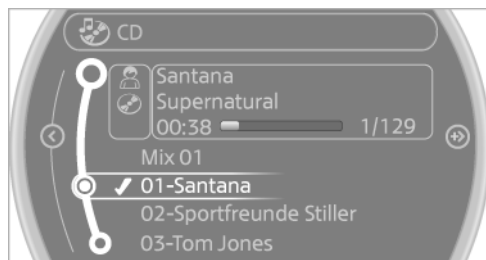 CD
Santana
Supernatural
00:38 1/129
Mix 01
01-Santana
02-Sportfreunde Stiller
03-Tom Jones